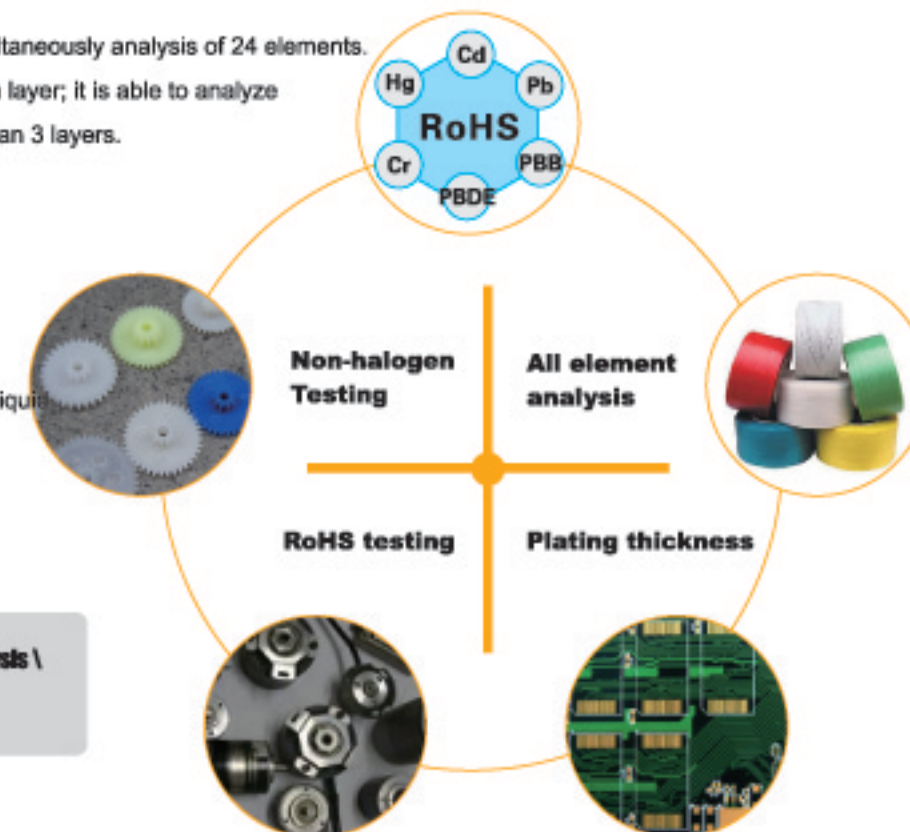 ltaneously analysis of 24 elements.
layer; it is able to analyze
an 3 layers.
Cd
Hg
Pb
RoHS
Cr
PBB
PBDE
Non-halogen
Testing
All element
analysis
iqui
RoHS testing
Plating thickness
sis \